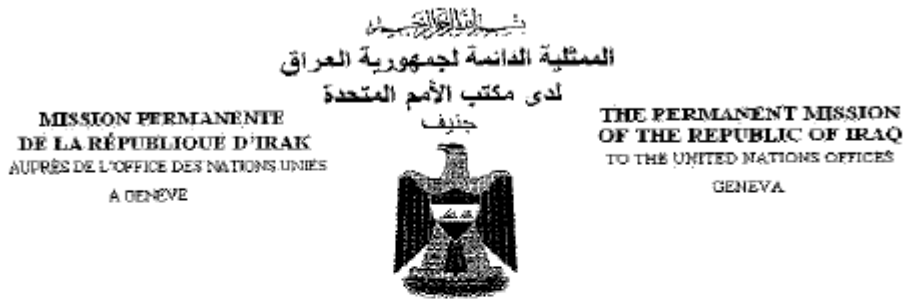 بسم الله الرحمن الرحيم
الممثلية الدائمة لجمهورية العراق
لدى مكتب الأمم المتحدة
جنيف
MISSION PERMANENTE
DE LA RÉPUBLIQUE D'IRAK
AUPRÈS DE L'OFFICE DES NATIONS UNIES
A GENEVE
THE PERMANENT MISSION
OF THE REPUBLIC OF IRAQ
TO THE UNITED NATIONS OFFICES
GENEVA